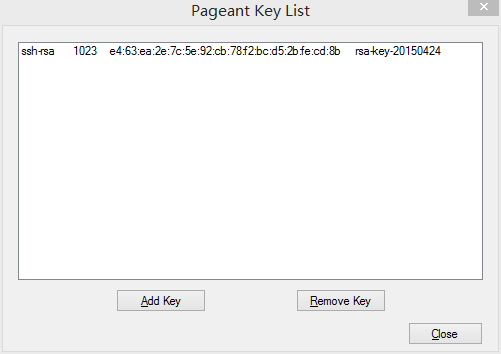 Pageant Key List
ssh-rsa 1023 e4:63:ea:2e:7c:5e:92:cb:78:f2:bc:d5:2b:fe:cd:8b rsa-key-20150424
Add Key
Remove Key
Close